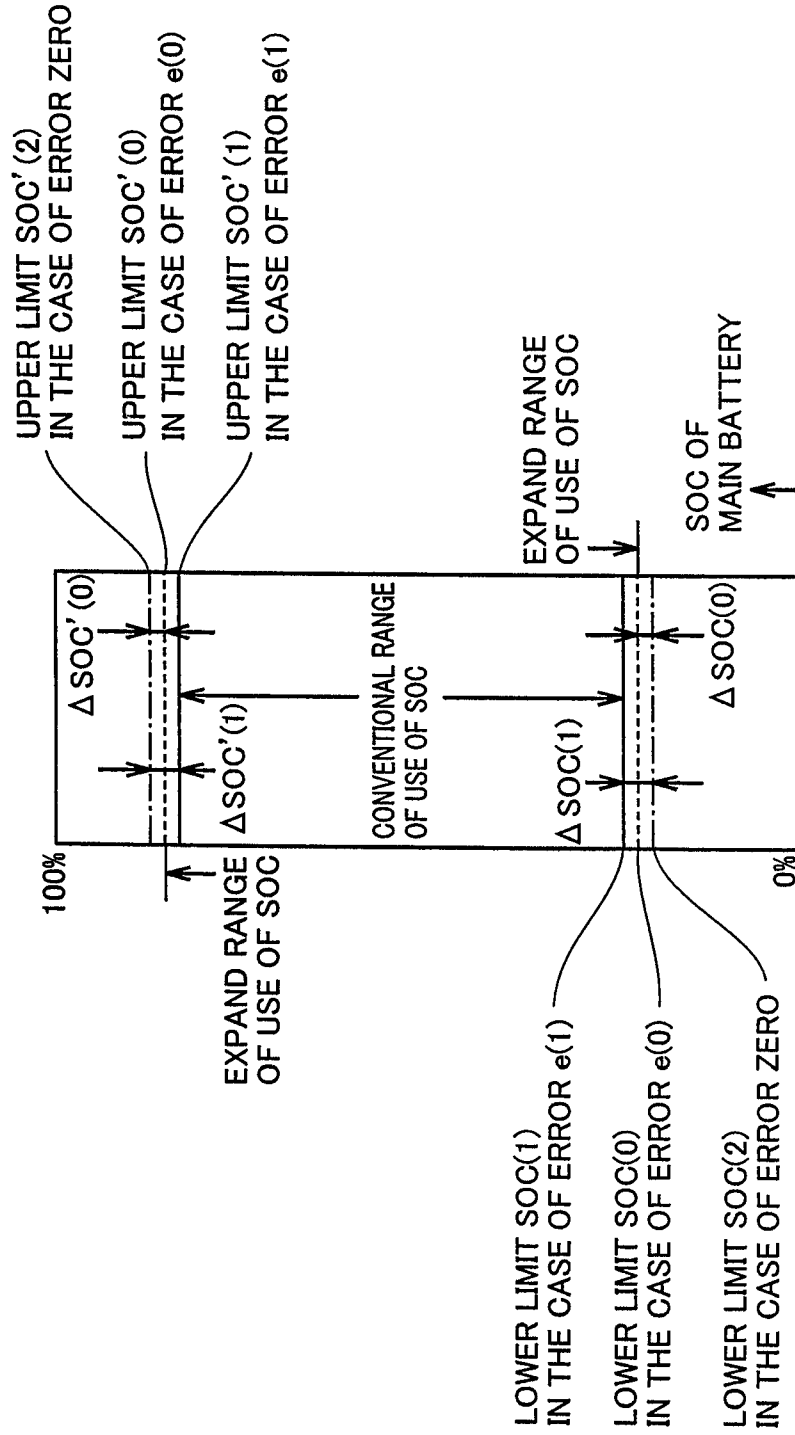 UPPER LIMIT SOC'(2)
IN THE CASE OF ERROR ZERO
UPPER LIMIT SOC'(0)
IN THE CASE OF ERROR e(0)
UPPER LIMIT SOC'(1)
IN THE CASE OF ERROR e(1)
100%
ΔSOC'(0)
ΔSOC'(1)
EXPAND RANGE
OF USE OF SOC
CONVENTIONAL RANGE
OF USE OF SOC
EXPAND RANGE
OF USE OF SOC
ΔSOC(1)
ΔSOC(0)
SOC OF
MAIN BATTERY
0%
LOWER LIMIT SOC(1)
IN THE CASE OF ERROR e(1)
LOWER LIMIT SOC(0)
IN THE CASE OF ERROR e(0)
LOWER LIMIT SOC(2)
IN THE CASE OF ERROR ZERO